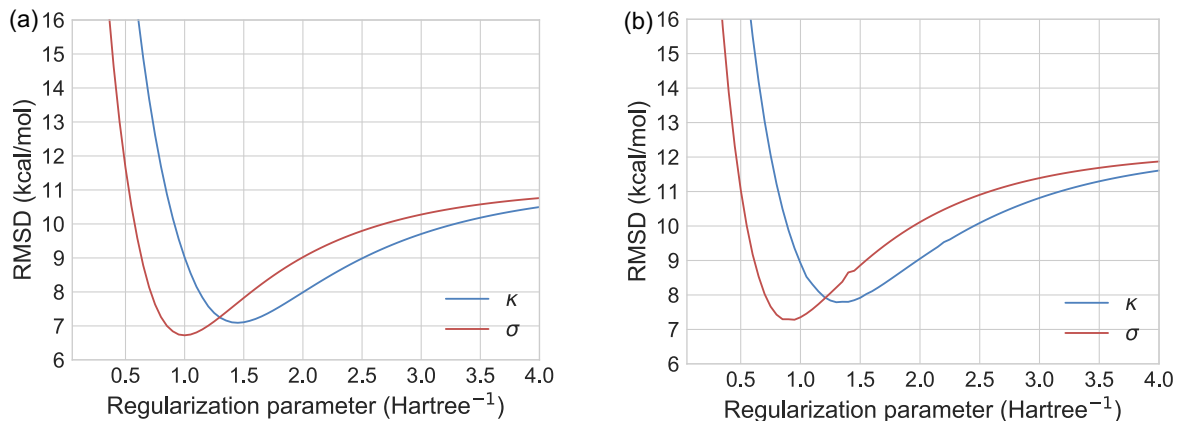 (a)
16
15
14
13
12
11
10
9
8
7
6
RMSD (kcal/mol)
κ
σ
0.5 1.0 1.5 2.0 2.5 3.0 3.5 4.0
Regularization parameter (Hartree⁻¹)
(b)
16
15
14
13
12
11
10
9
8
7
6
RMSD (kcal/mol)
κ
σ
0.5 1.0 1.5 2.0 2.5 3.0 3.5 4.0
Regularization parameter (Hartree⁻¹)